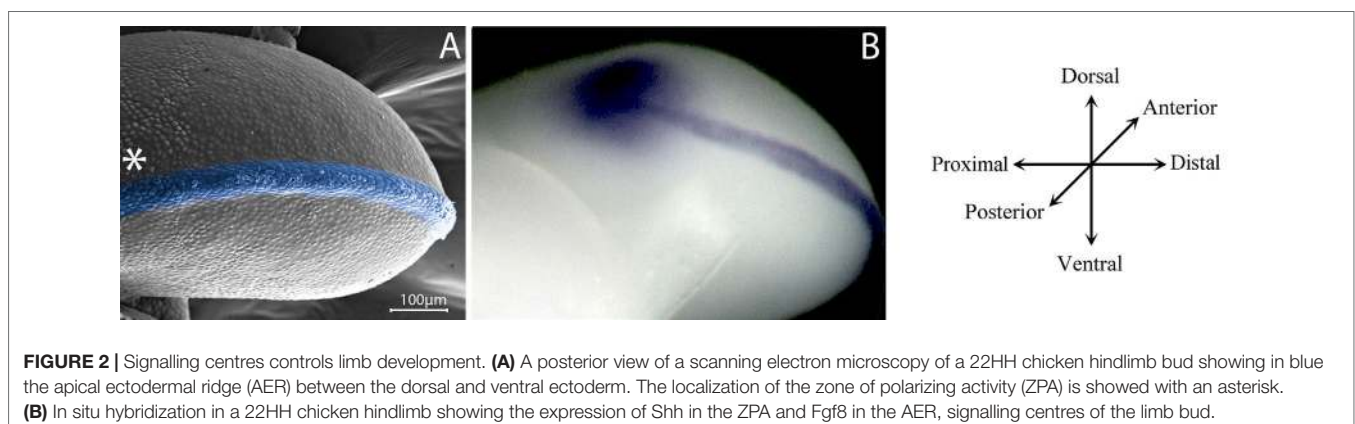 A
B
*
100µm
Dorsal
Anterior
Proximal
Distal
Posterior
Ventral
FIGURE 2 | Signalling centres controls limb development. (A) A posterior view of a scanning electron microscopy of a 22HH chicken hindlimb bud showing in blue
the apical ectodermal ridge (AER) between the dorsal and ventral ectoderm. The localization of the zone of polarizing activity (ZPA) is showed with an asterisk.
(B) In situ hybridization in a 22HH chicken hindlimb showing the expression of Shh in the ZPA and Fgf8 in the AER, signalling centres of the limb bud.